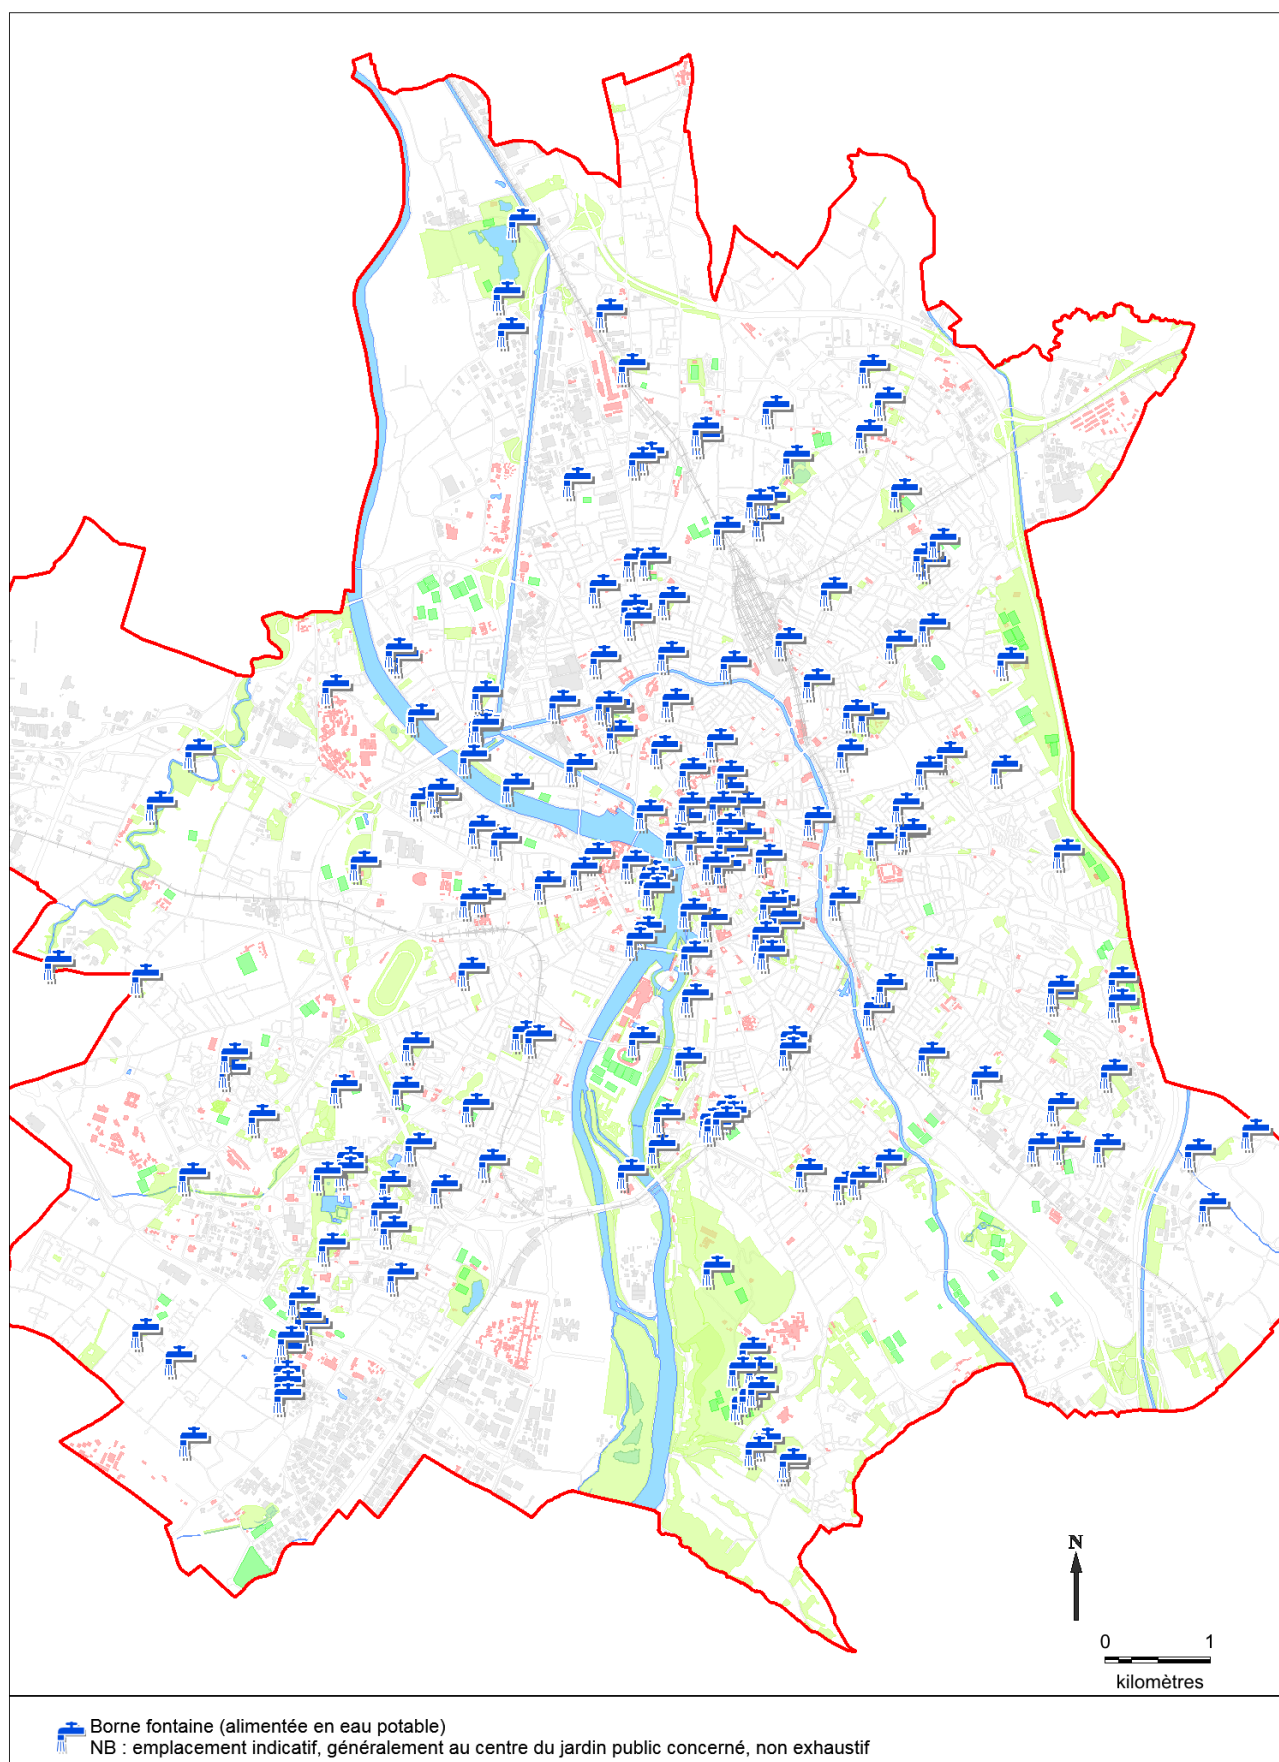 N
0 1
kilomètres
Borne fontaine (alimentée en eau potable)
NB : emplacement indicatif, généralement au centre du jardin public concerné, non exhaustif